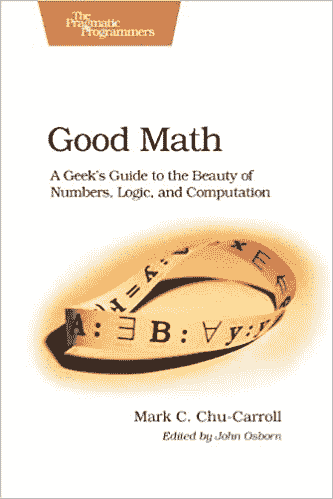 The
Pragmatic
Programmers
Good Math
A Geek's Guide to the Beauty of
Numbers, Logic, and Computation
A:∃B:∀y:y
Mark C. Chu-Carroll
Edited by John Osborn